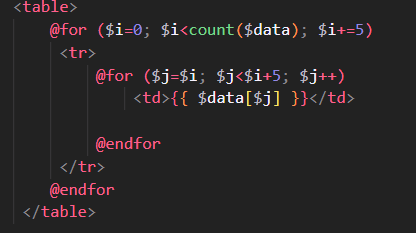 <table>
@for ($i=0; $i<count($data); $i+=5)
<tr>
@for ($j=$i; $j<$i+5; $j++)
<td>{{ $data[$j] }}</td>
@endfor
</tr>
@endfor
</table>